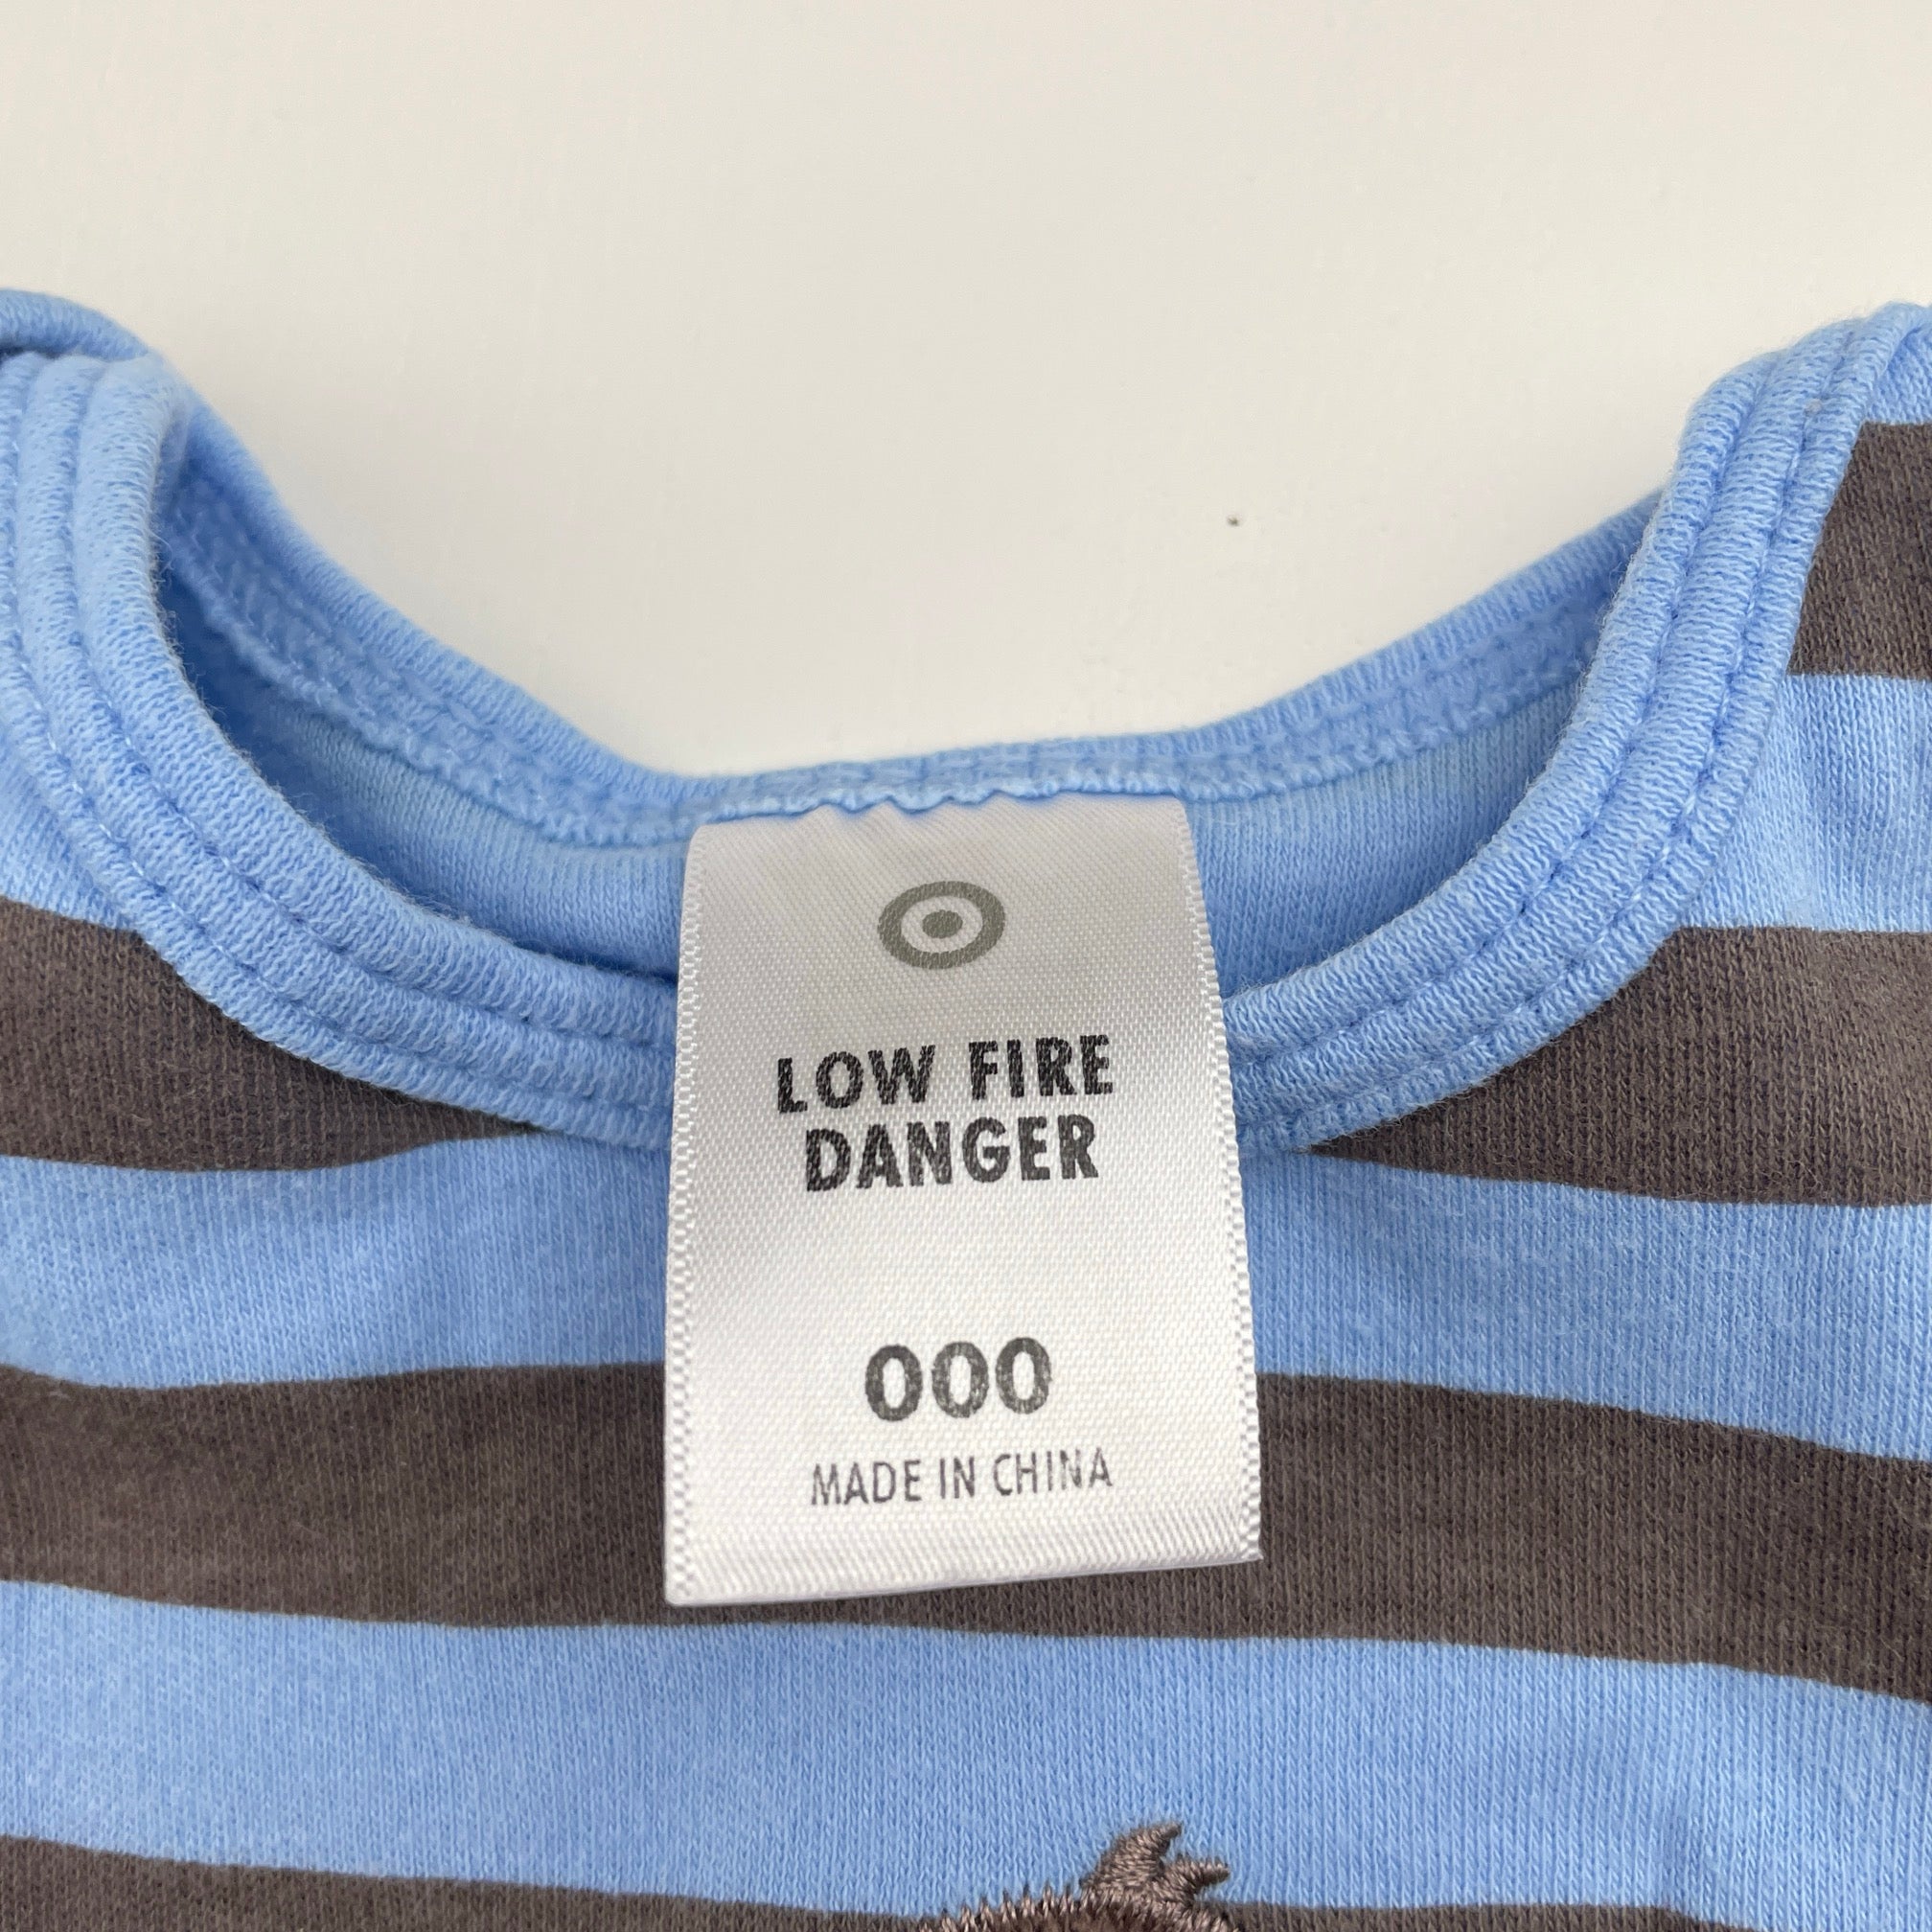 LOW FIRE
DANGER
000
MADE IN CHINA